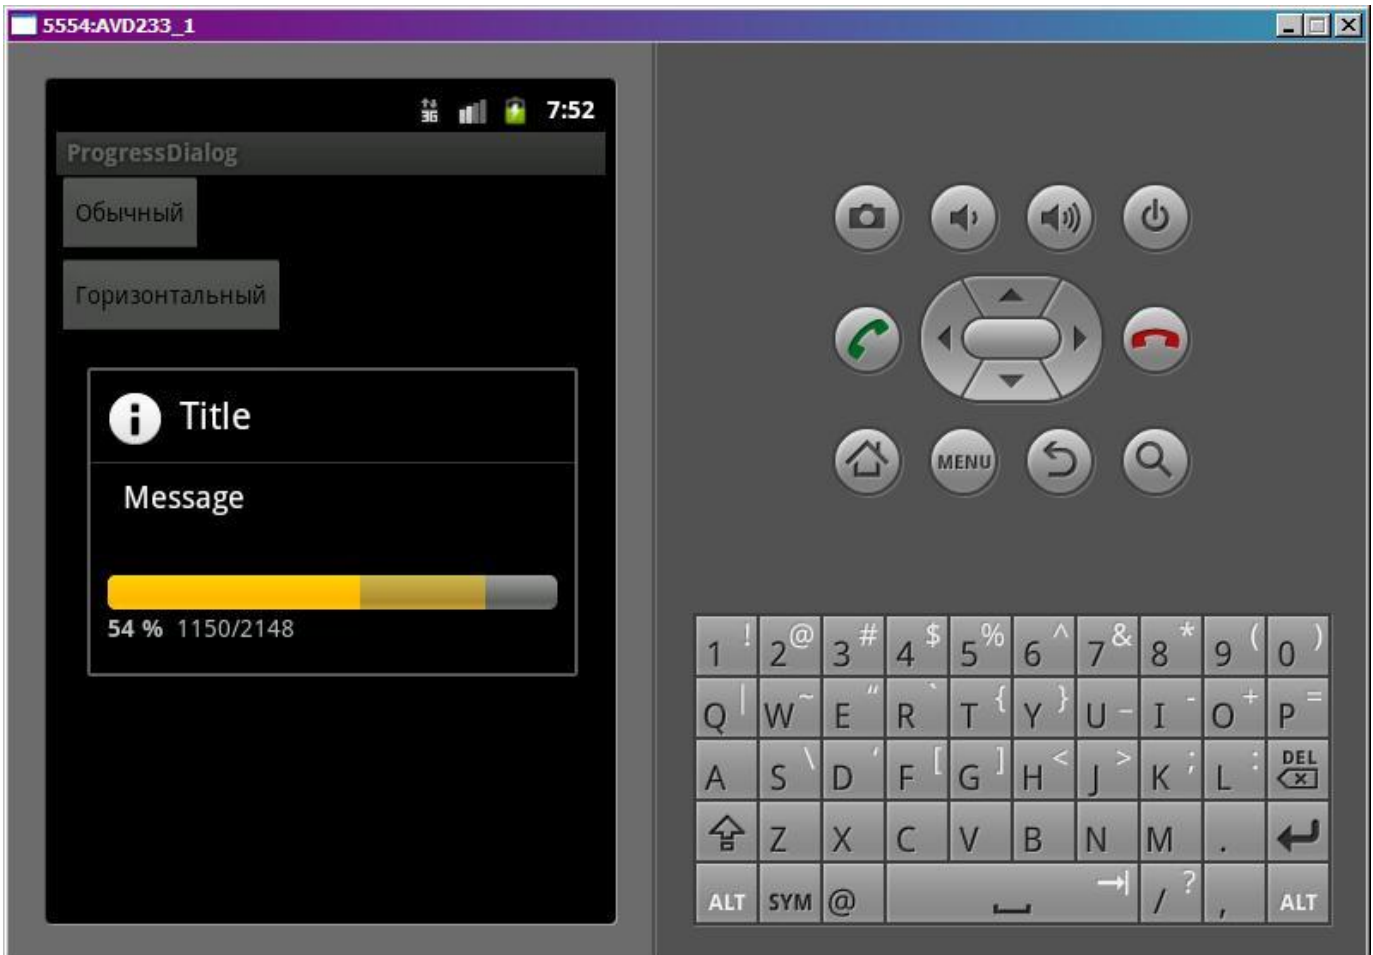 5554:AVD233_1
3G 7:52
ProgressDialog
Обычный
Горизонтальный
Title
Message
54 % 1150/2148
MENU
1 ! 2 @ 3 # 4 $ 5 % 6 ^ 7 & 8 * 9 ( 0 )
Q | W ~ E “ R ` T { Y } U _ I - O + P =
A S \ D ‘ F [ G ] H < J > K ; L : DEL
Z X C V B N M .
ALT SYM @ / ? , ALT